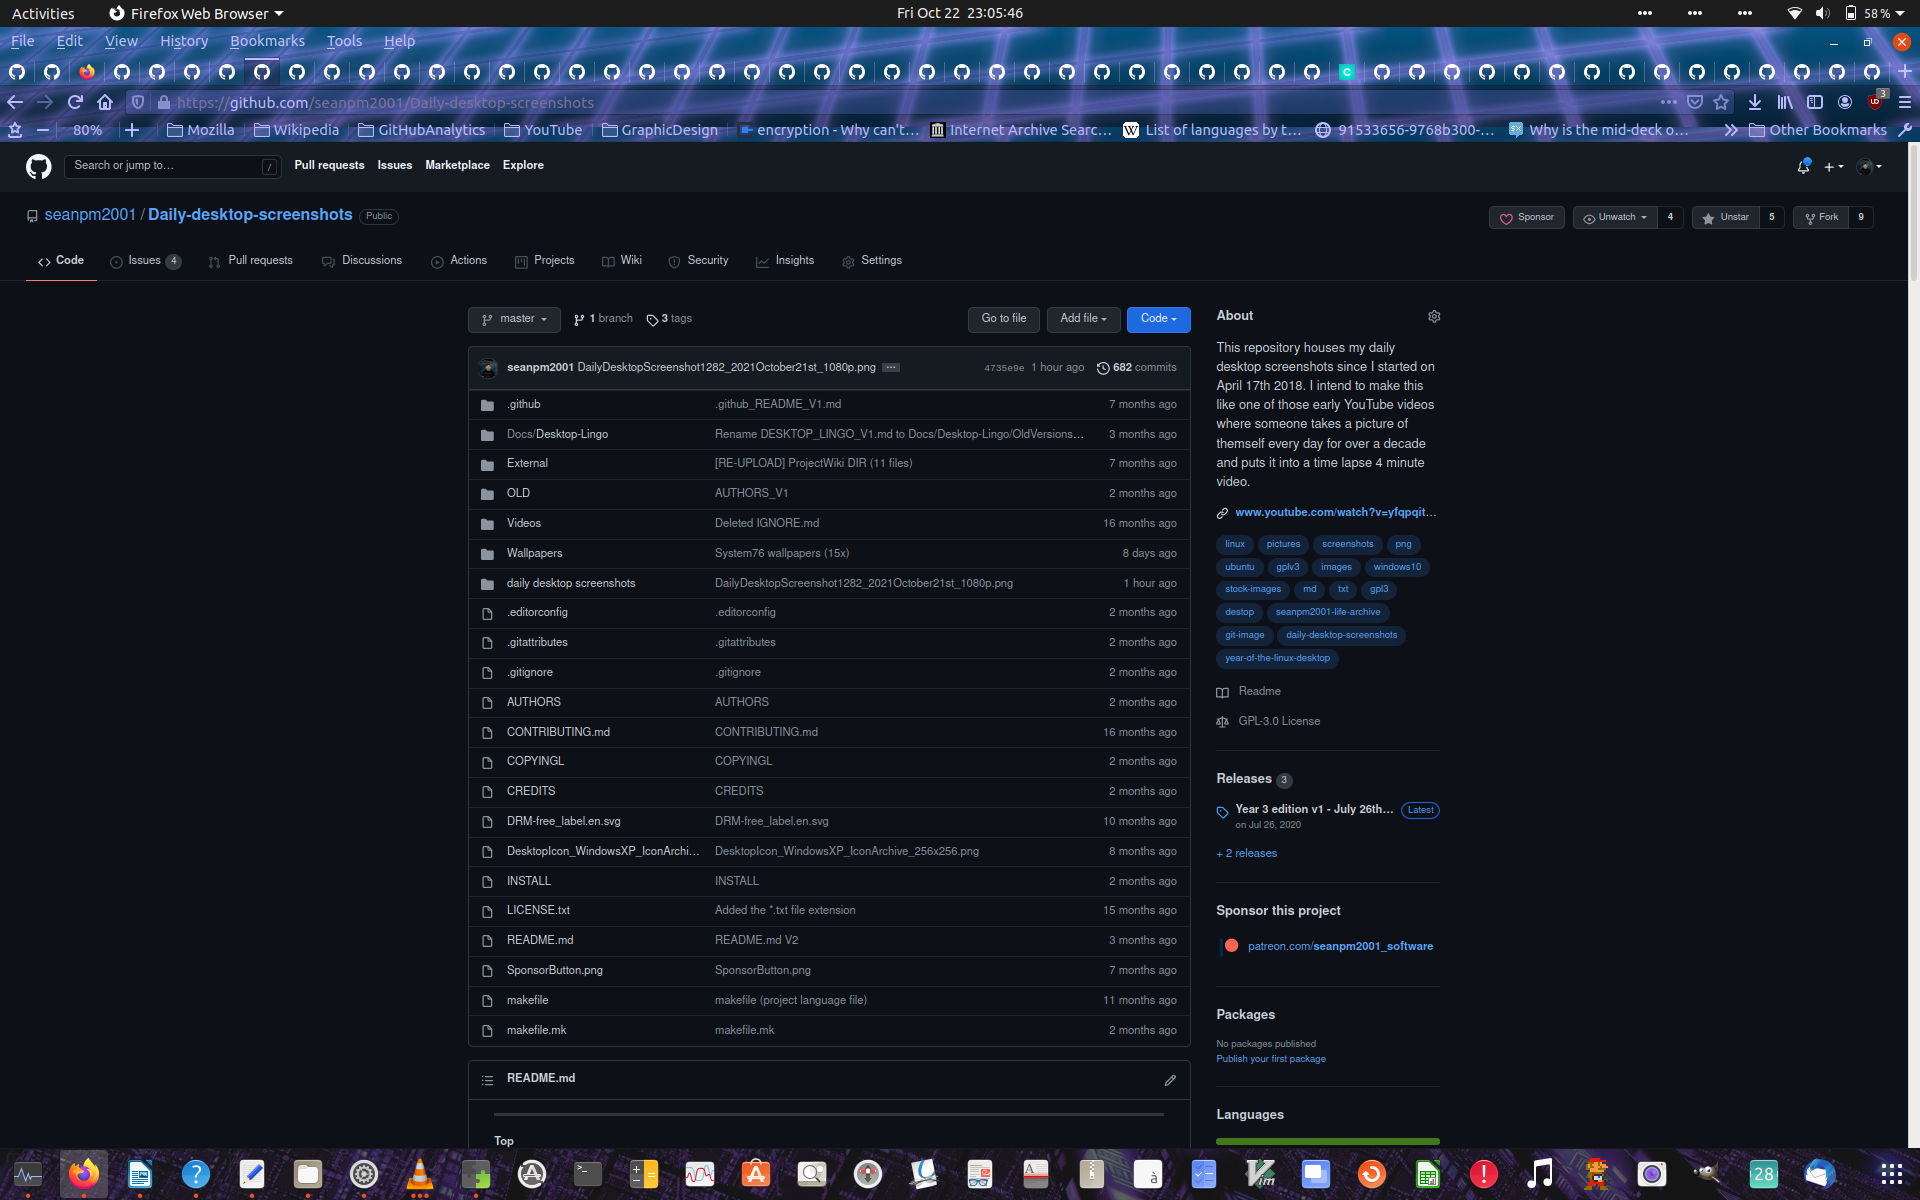 Activities Firefox Web Browser Fri Oct 22 23:05:46 58 %
File Edit View History Bookmarks Tools Help
https://github.com/seanpm2001/Daily-desktop-screenshots 3
80% Mozilla Wikipedia GitHubAnalytics YouTube GraphicDesign encryption - Why can't… Internet Archive Searc… List of languages by t… 91533656-9768b300-… Why is the mid-deck o… Other Bookmarks
Search or jump to… / Pull requests Issues Marketplace Explore
seanpm2001 / Daily-desktop-screenshots Public Sponsor Unwatch 4 Unstar 5 Fork 9
Code Issues 4 Pull requests Discussions Actions Projects Wiki Security Insights Settings
master 1 branch 3 tags Go to file Add file Code
seanpm2001 DailyDesktopScreenshot1282_2021October21st_1080p.png … 4735e9e 1 hour ago 682 commits
.github .github_README_V1.md 7 months ago
Docs/Desktop-Lingo Rename DESKTOP_LINGO_V1.md to Docs/Desktop-Lingo/OldVersions… 3 months ago
External [RE-UPLOAD] ProjectWiki DIR (11 files) 7 months ago
OLD AUTHORS_V1 2 months ago
Videos Deleted IGNORE.md 16 months ago
Wallpapers System76 wallpapers (15x) 8 days ago
daily desktop screenshots DailyDesktopScreenshot1282_2021October21st_1080p.png 1 hour ago
.editorconfig .editorconfig 2 months ago
.gitattributes .gitattributes 2 months ago
.gitignore .gitignore 2 months ago
AUTHORS AUTHORS 2 months ago
CONTRIBUTING.md CONTRIBUTING.md 16 months ago
COPYINGL COPYINGL 2 months ago
CREDITS CREDITS 2 months ago
DRM-free_label.en.svg DRM-free_label.en.svg 10 months ago
DesktopIcon_WindowsXP_IconArchi… DesktopIcon_WindowsXP_IconArchive_256x256.png 8 months ago
INSTALL INSTALL 2 months ago
LICENSE.txt Added the *.txt file extension 15 months ago
README.md README.md V2 3 months ago
SponsorButton.png SponsorButton.png 7 months ago
makefile makefile (project language file) 11 months ago
makefile.mk makefile.mk 2 months ago
README.md
Top
About
This repository houses my daily
desktop screenshots since I started on
April 17th 2018. I intend to make this
like one of those early YouTube videos
where someone takes a picture of
themself every day for over a decade
and puts it into a time lapse 4 minute
video.
www.youtube.com/watch?v=yfqpqit…
linux pictures screenshots png
ubuntu gplv3 images windows10
stock-images md txt gpl3
destop seanpm2001-life-archive
git-image daily-desktop-screenshots
year-of-the-linux-desktop
Readme
GPL-3.0 License
Releases 3
Year 3 edition v1 - July 26th… Latest
on Jul 26, 2020
+ 2 releases
Sponsor this project
patreon.com/seanpm2001_software
Packages
No packages published
Publish your first package
Languages
28